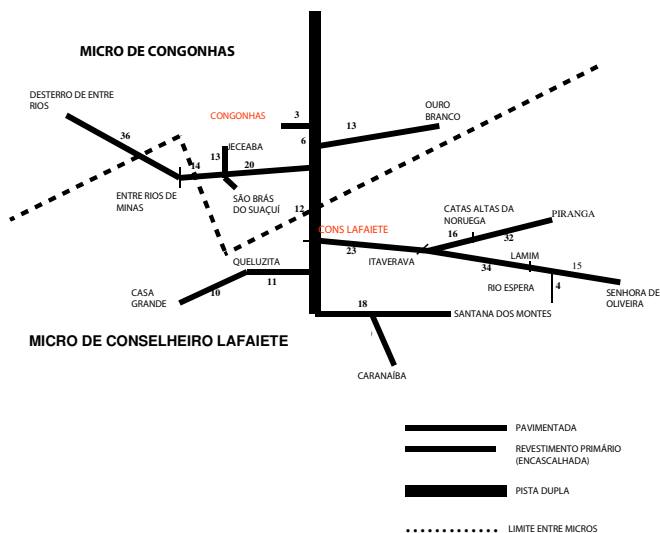 MICRO DE CONGONHAS
DESTERRO DE ENTRE
RIOS
36
CONGONHAS
3
6
13
OURO
BRANCO
JECEABA
13
20
14
ENTRE RIOS DE
MINAS
SÃO BRÁS
DO SUAÇUÍ
12
CONS LAFAIETE
23
ITAVERAVA
CATAS ALTAS DA
NORUEGA
16
32
PIRANGA
LAMIM
34
15
RIO ESPERA
4
SENHORA DE
OLIVEIRA
QUELUZITA
11
10
CASA
GRANDE
18
SANTANA DOS MONTES
MICRO DE CONSELHEIRO LAFAIETE
CARANAÍBA
PAVIMENTADA
REVESTIMENTO PRIMÁRIO
(ENCASCALHADA)
PISTA DUPLA
LIMITE ENTRE MICROS